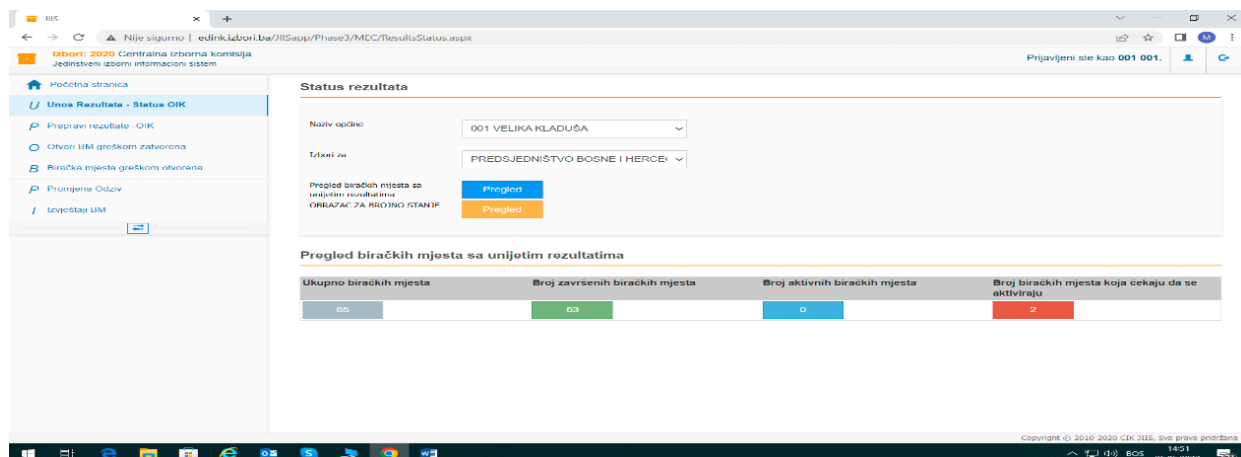 JIIS
Nije sigurno | edinki.izbori.ba/JIISapp/Phase3/MEC/ResultsStatus.aspx
Izbori: 2020 Centralna izborna komisija
Jedinstveni izborni informacioni sistem
Prijavljeni ste kao 001 001.
Početna stranica
U Unos Rezultata - Status OIK
P Prepravi rezultate -OIK
O Otvori BM greškom zatvorena
B Biračka mjesta greškom otvorena
P Promjena Odziv
I Izvještaji BM
Status rezultata
Naziv općine
001 VELIKA KLADUŠA
Izbori za
PREDSJEDNIŠTVO BOSNE I HERCE
Pregled biračkih mjesta sa
unijetim rezultatima
Pregled
OBRAZAC ZA BROJNO STANJE
Pregled
Pregled biračkih mjesta sa unijetim rezultatima
Ukupno biračkih mjesta
Broj završenih biračkih mjesta
Broj aktivnih biračkih mjesta
Broj biračkih mjesta koja čekaju da se
aktiviraju
65
63
0
2
Copyright © 2010-2020 CIK JIIS, Sva prava pridržana
BOS
14:51